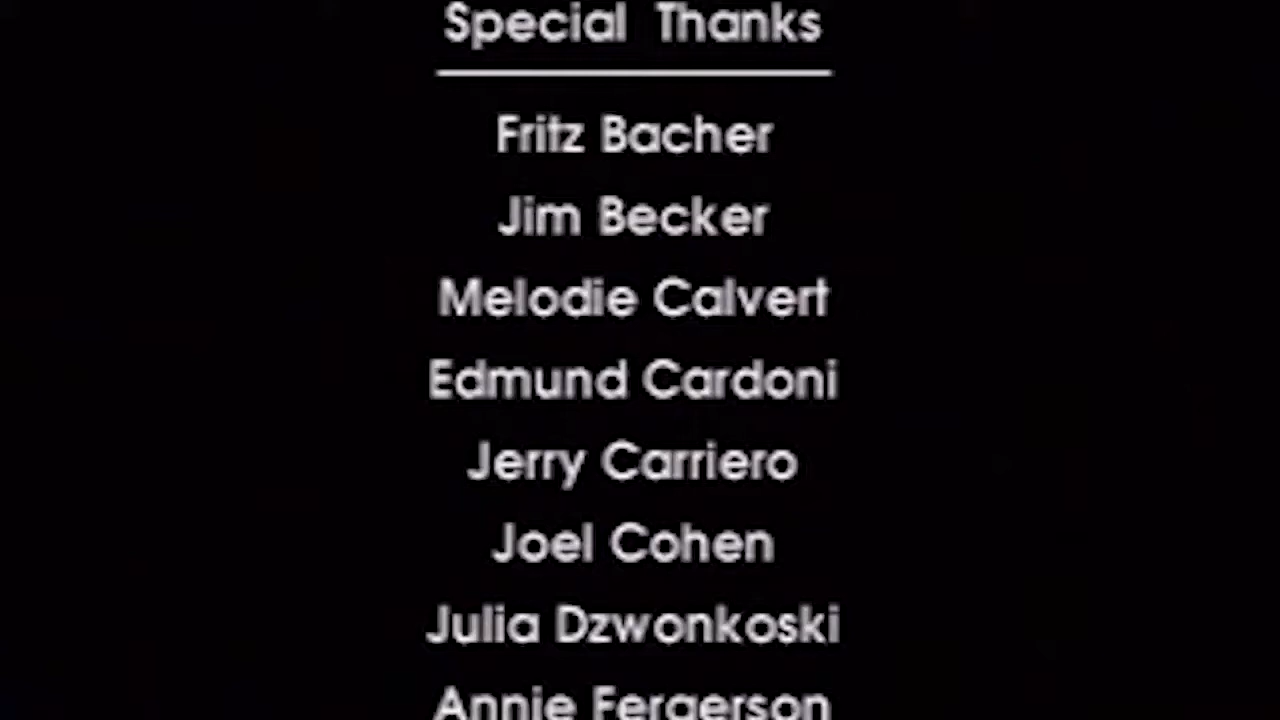 Special Thanks
Fritz Bacher
Jim Becker
Melodie Calvert
Edmund Cardoni
Jerry Carriero
Joel Cohen
Julia Dzwonkoski
Annie Fergerson